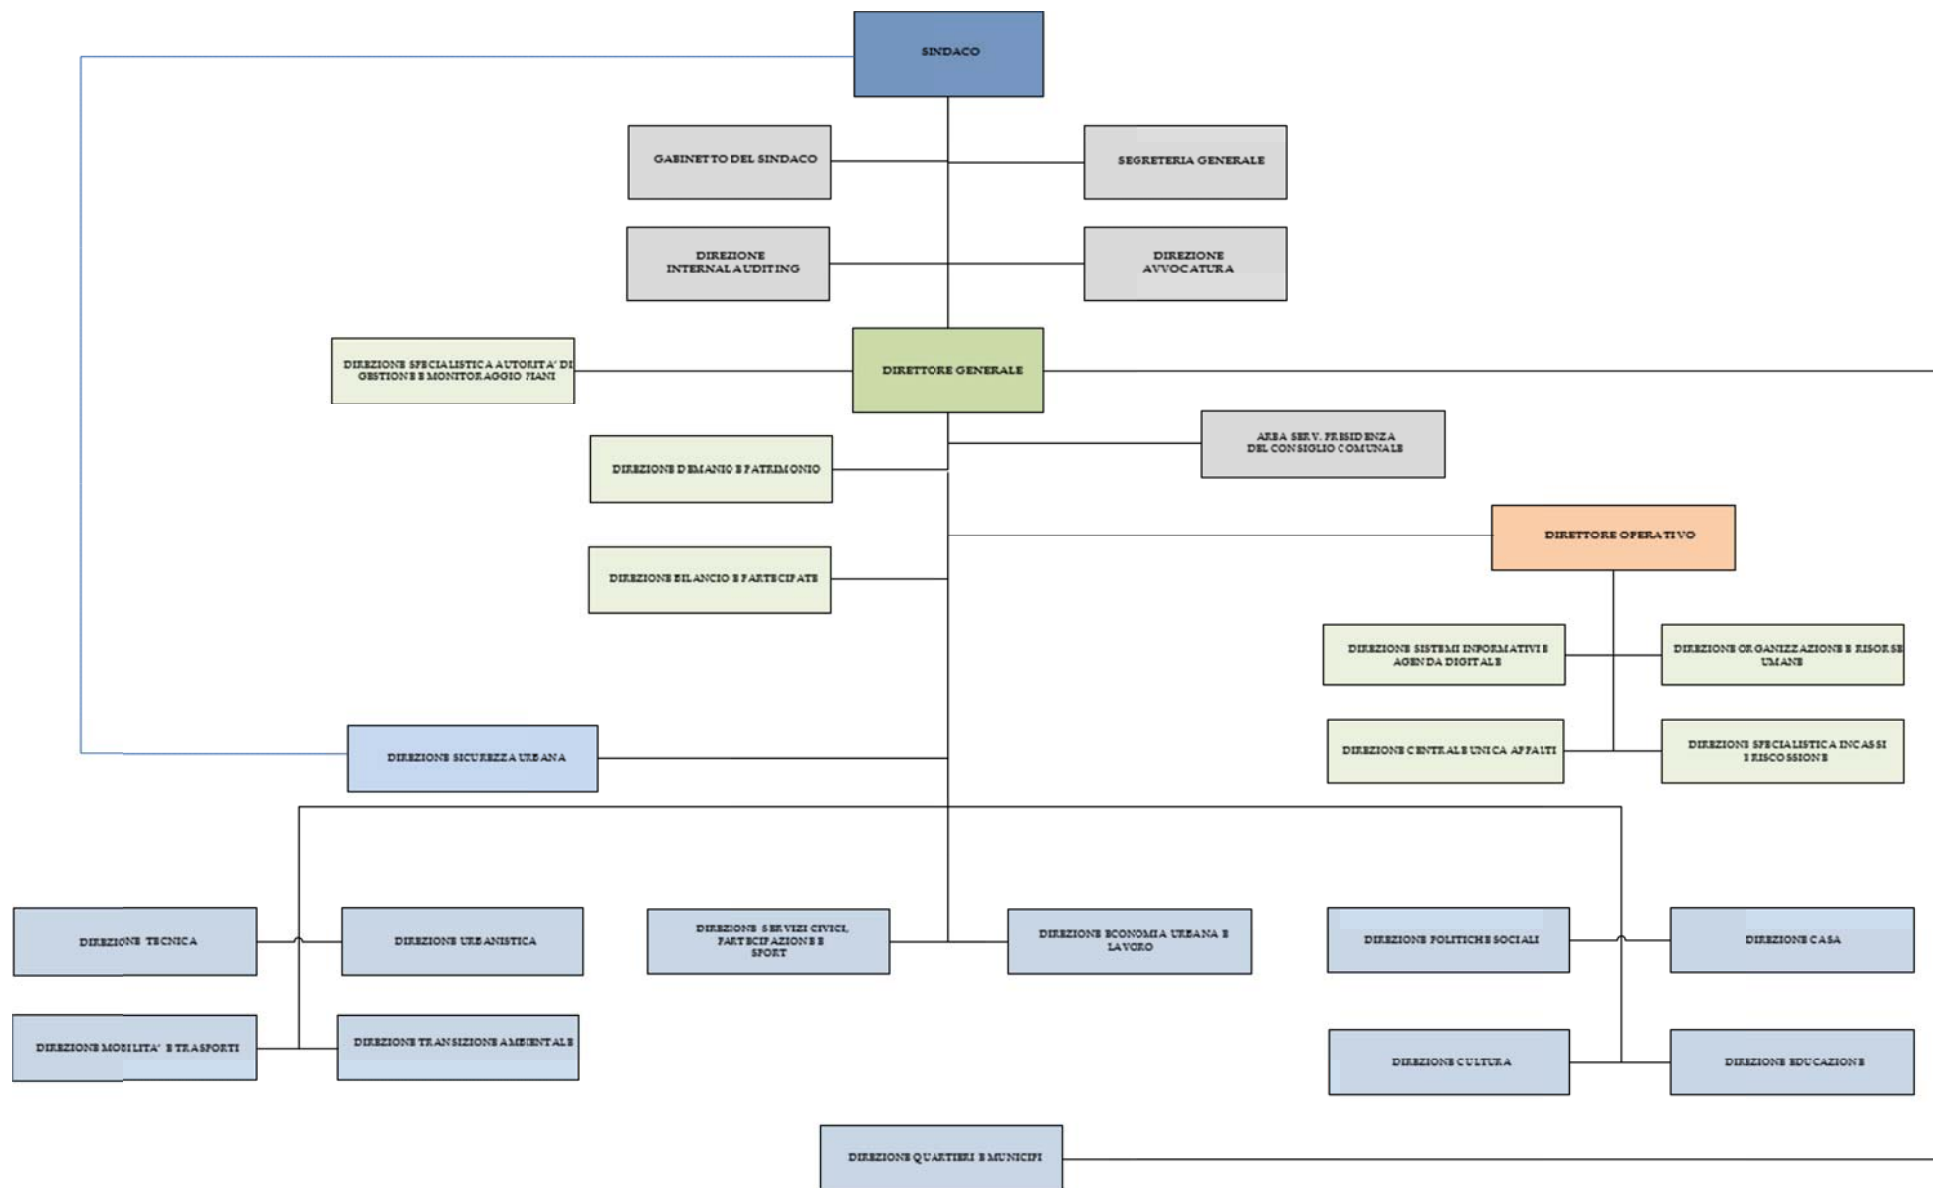 SINDACO
GABINETTO DEL SINDACO
SEGRETERIA GENERALE
DIREZIONE
INTERNAL AUDITING
DIREZIONE
AVVOCATURA
DIREZIONE SPECIALISTICA AUTORITA' DI
GESTIONE E MONITORAGGIO PIANI
DIRETTORE GENERALE
AREA SERV. PRESIDENZA
DEL CONSIGLIO COMUNALE
DIREZIONE DEMANIO E PATRIMONIO
DIRETTORE OPERATIVO
DIREZIONE BILANCIO E PARTECIPATE
DIREZIONE SISTEMI INFORMATIVI E
AGENDA DIGITALE
DIREZIONE ORGANIZZAZIONE E RISORSE
UMANE
DIREZIONE SICUREZZA URBANA
DIREZIONE CENTRALE UNICA APPALTI
DIREZIONE SPECIALISTICA INCASSI
E RISCOSSIONE
DIREZIONE TECNICA
DIREZIONE URBANISTICA
DIREZIONE SERVIZI CIVICI,
PARTECIPAZIONE E
SPORT
DIREZIONE ECONOMIA URBANA E
LAVORO
DIREZIONE POLITICHE SOCIALI
DIREZIONE CASA
DIREZIONE MOBILITA' E TRASPORTI
DIREZIONE TRANSIZIONE AMBIENTALE
DIREZIONE CULTURA
DIREZIONE EDUCAZIONE
DIREZIONE QUARTIERI E MUNICIPI